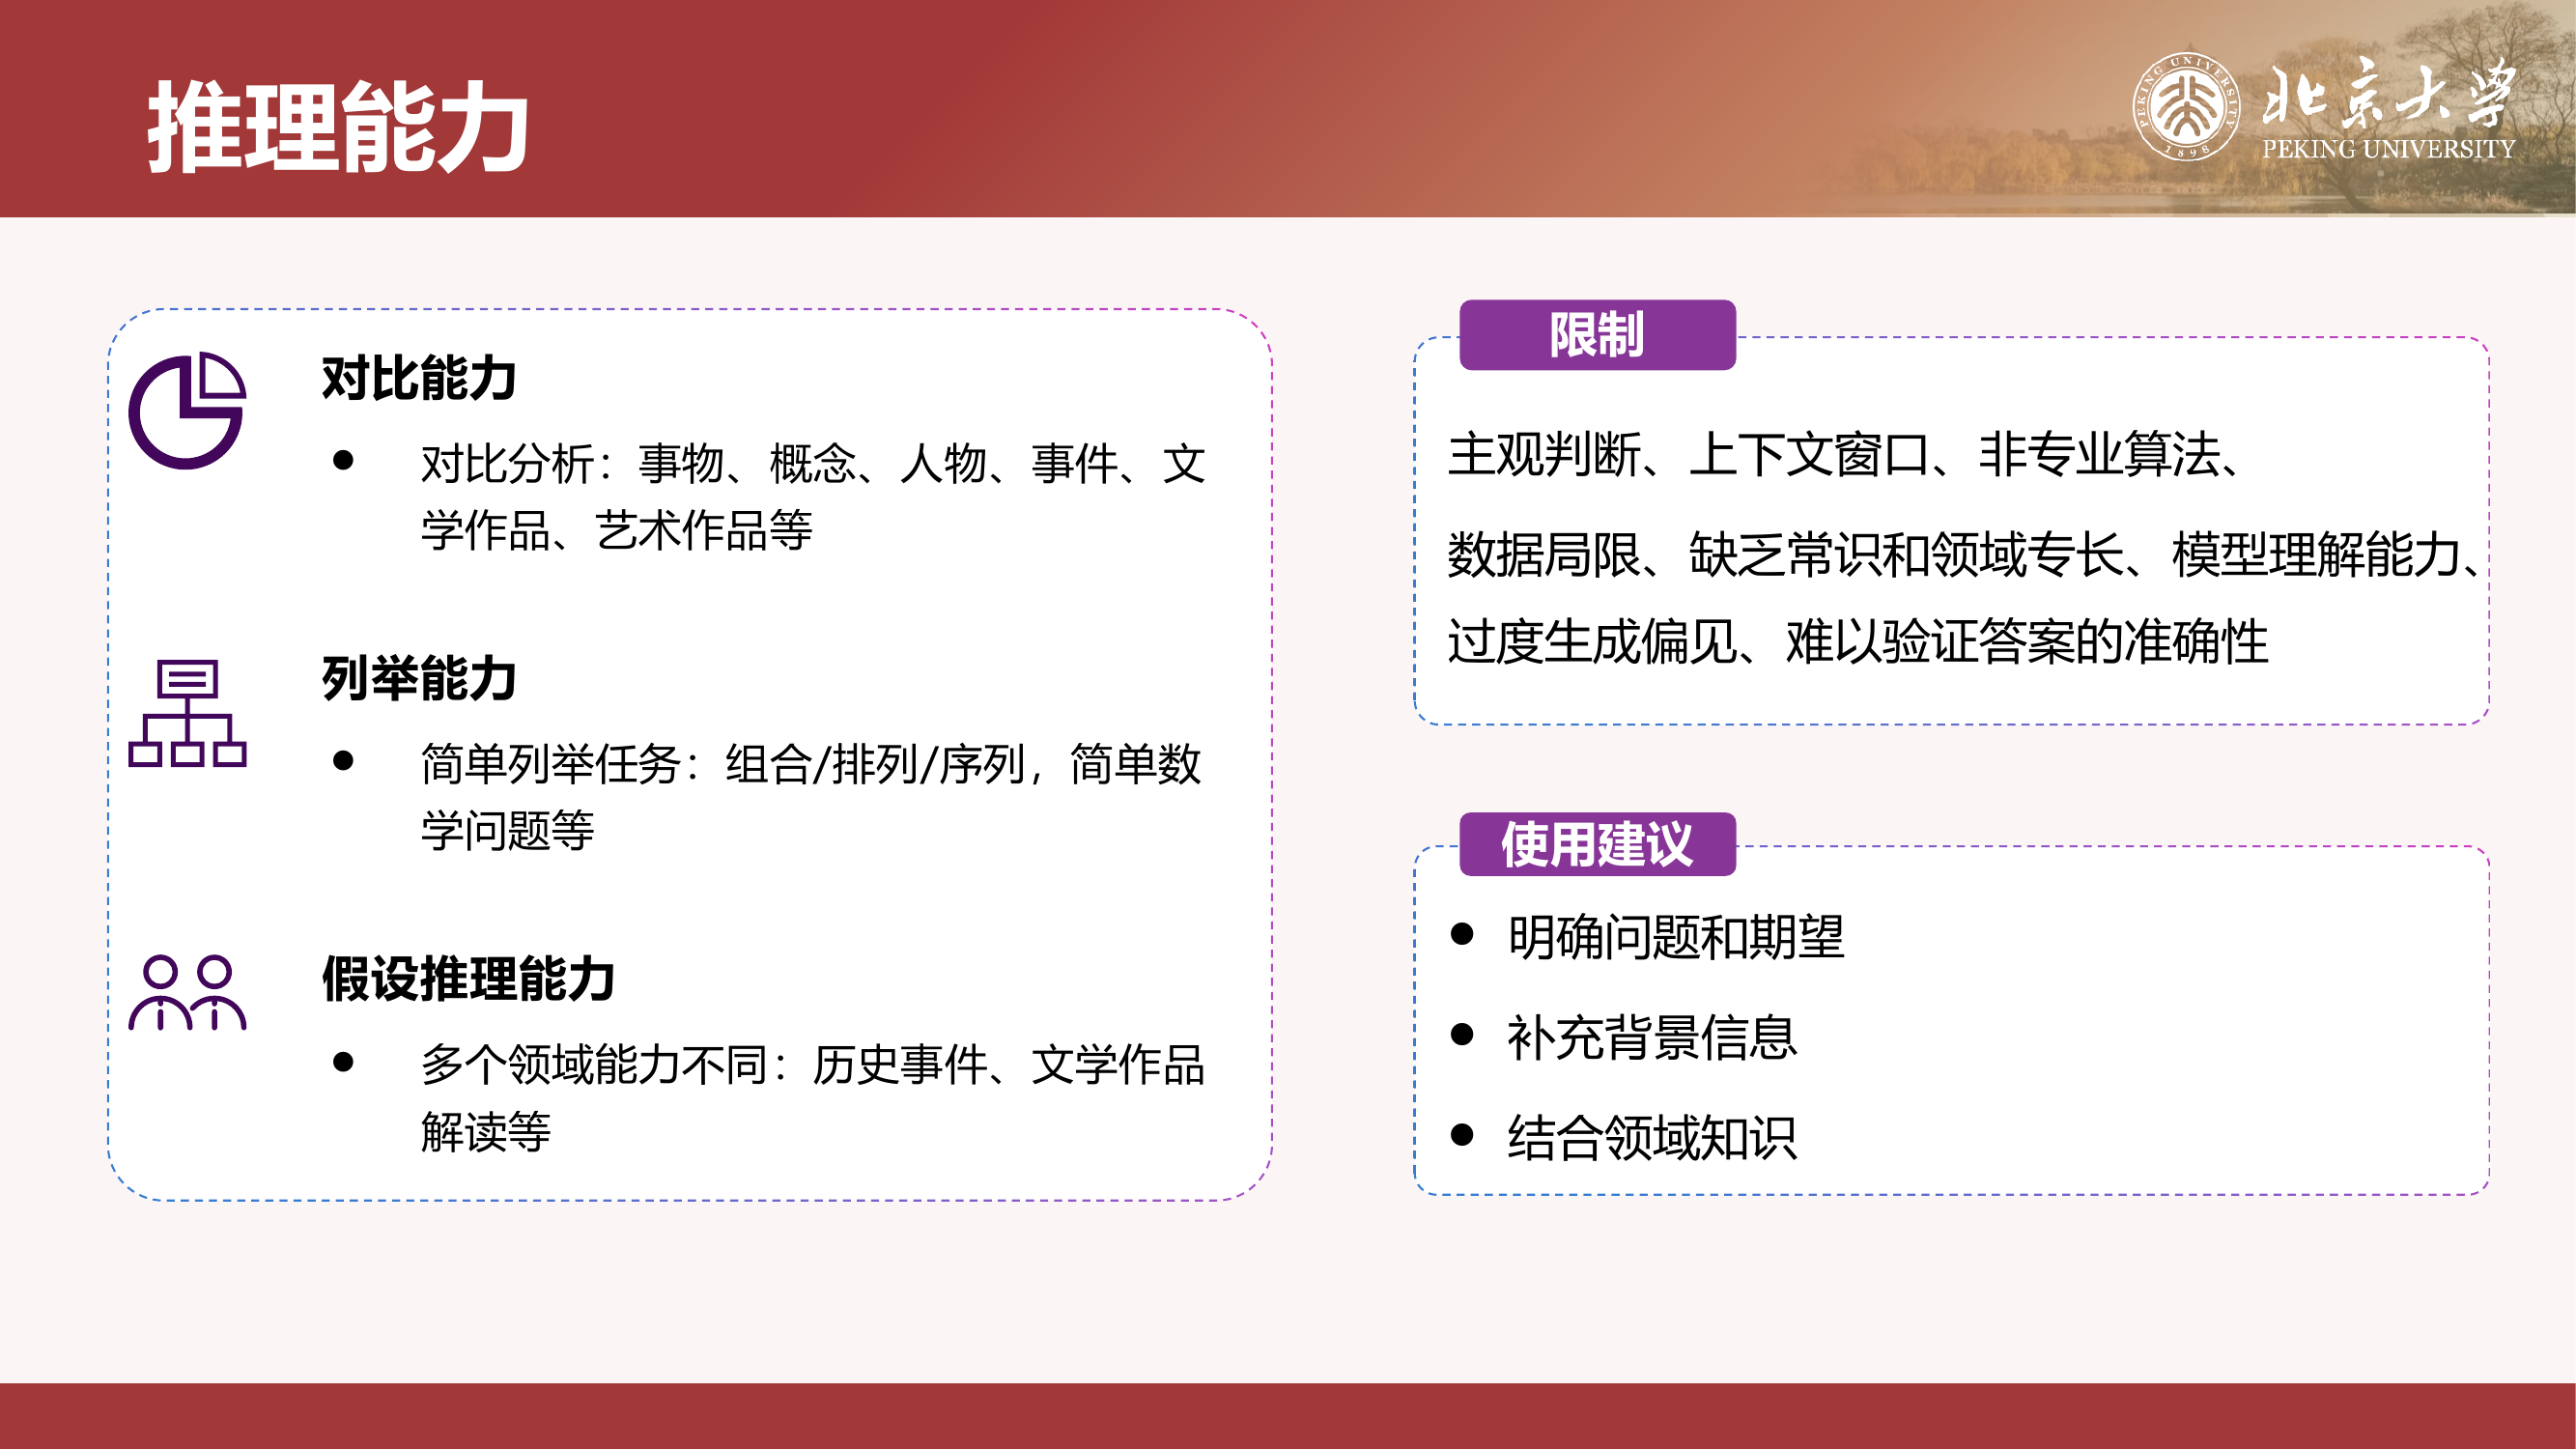 推理能力
PEKING UNIVERSITY
1898
北京大学
PEKING UNIVERSITY
对比能力
● 对比分析：事物、概念、人物、事件、文
学作品、艺术作品等
列举能力
● 简单列举任务：组合/排列/序列，简单数
学问题等
假设推理能力
● 多个领域能力不同：历史事件、文学作品
解读等
限制
主观判断、上下文窗口、非专业算法、
数据局限、缺乏常识和领域专长、模型理解能力、
过度生成偏见、难以验证答案的准确性
使用建议
● 明确问题和期望
● 补充背景信息
● 结合领域知识